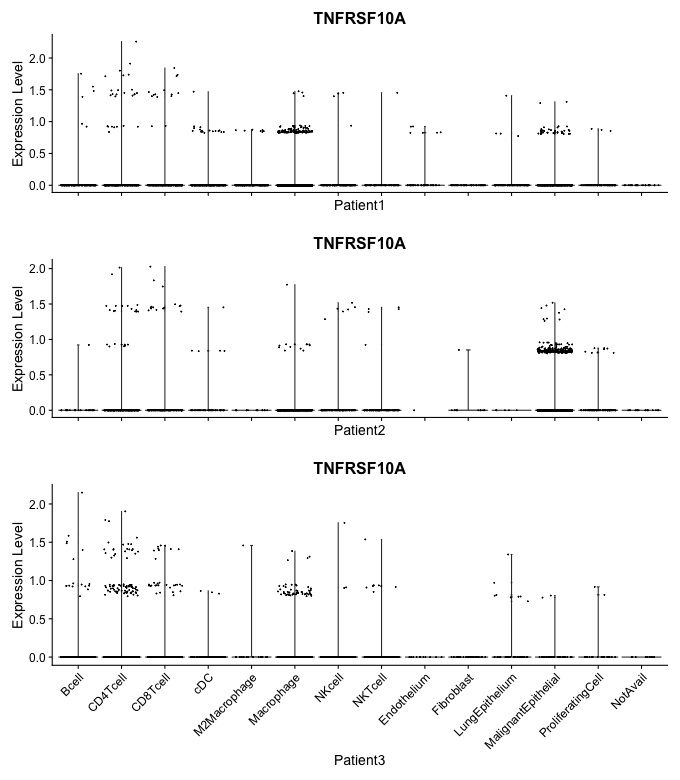 TNFRSF10A
Expression Level
2.0
1.5
1.0
0.5
0.0
Patient1
TNFRSF10A
Expression Level
2.0
1.5
1.0
0.5
0.0
Patient2
TNFRSF10A
Expression Level
2.0
1.5
1.0
0.5
0.0
Bcell
CD4Tcell
CD8Tcell
cDC
M2Macrophage
Macrophage
NKcell
NKTcell
Endothelium
Fibroblast
LungEpithelium
MalignantEpithelial
ProliferatingCell
NotAvail
Patient3